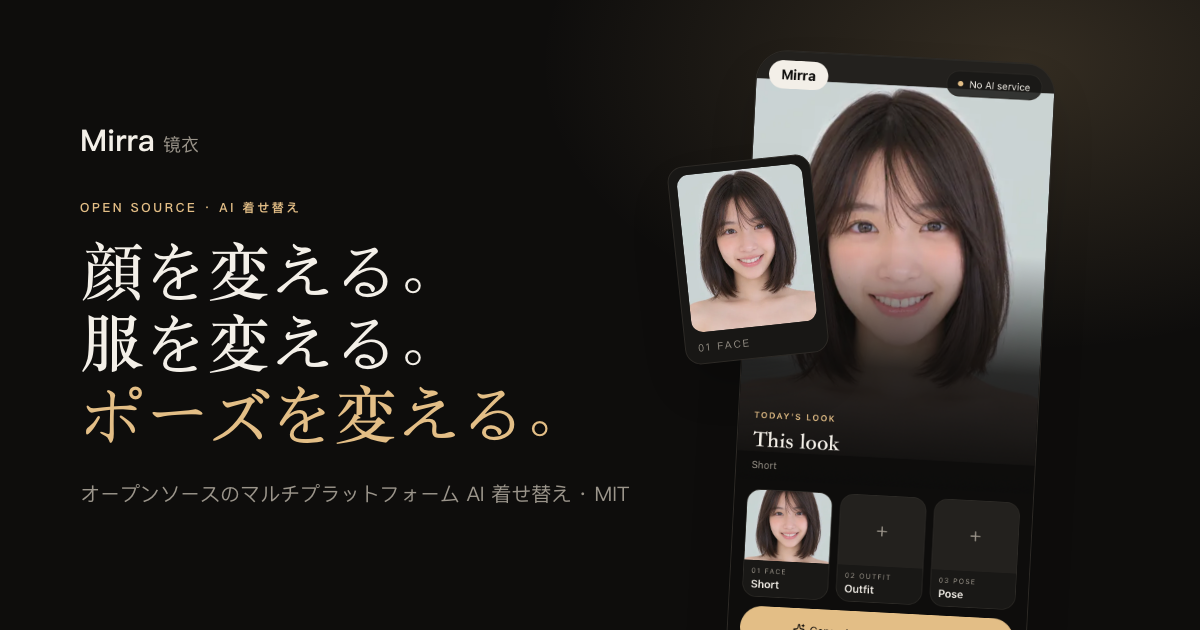 Mirra 镜衣
OPEN SOURCE · AI 着せ替え
顔を変える。
服を変える。
ポーズを変える。
オープンソースのマルチプラットフォーム AI 着せ替え · MIT
Mirra
No AI service
01 FACE
TODAY'S LOOK
This look
Short
01 FACE
Short
02 OUTFIT
Outfit
03 POSE
Pose